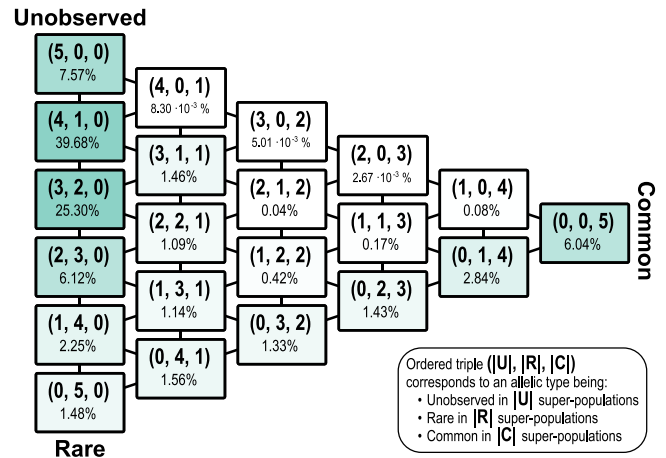 Unobserved
(5, 0, 0)
7.57%
(4, 0, 1)
8.30 ·10-3 %
(4, 1, 0)
39.68%
(3, 0, 2)
5.01 ·10-3 %
(3, 1, 1)
1.46%
(2, 0, 3)
2.67 ·10-3 %
(3, 2, 0)
25.30%
(2, 1, 2)
0.04%
(1, 0, 4)
0.08%
(2, 2, 1)
1.09%
(1, 1, 3)
0.17%
(0, 0, 5)
6.04%
Common
(2, 3, 0)
6.12%
(1, 2, 2)
0.42%
(0, 1, 4)
2.84%
(1, 3, 1)
1.14%
(0, 2, 3)
1.43%
(1, 4, 0)
2.25%
(0, 3, 2)
1.33%
(0, 4, 1)
1.56%
(0, 5, 0)
1.48%
Rare
Ordered triple (|U|, |R|, |C|)
corresponds to an allelic type being:
• Unobserved in |U| super-populations
• Rare in |R| super-populations
• Common in |C| super-populations